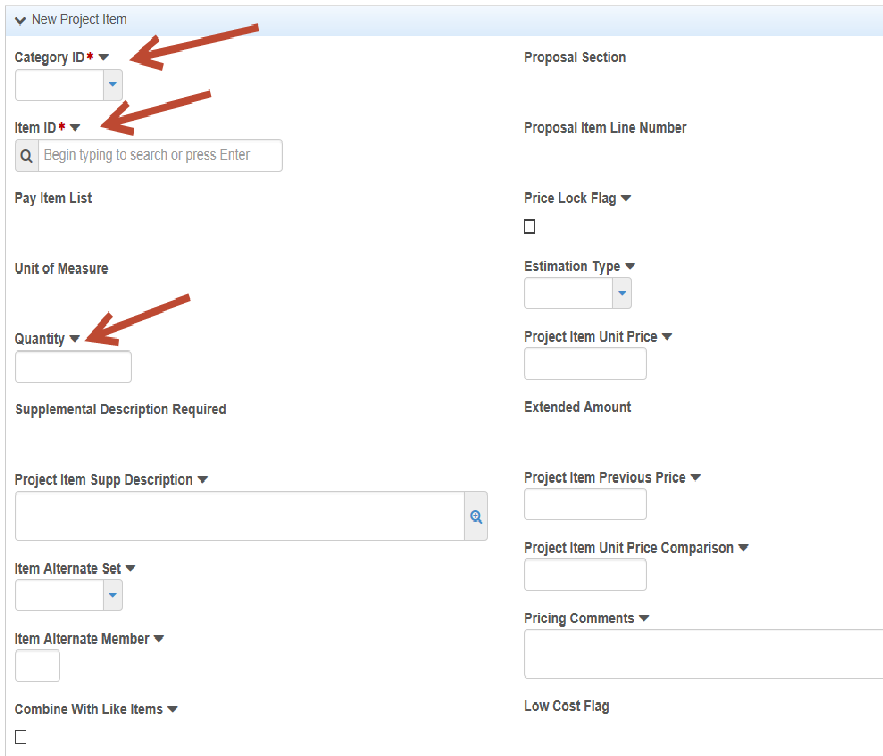 New Project Item
Category ID*
Item ID*
Begin typing to search or press Enter
Pay Item List
Unit of Measure
Quantity
Supplemental Description Required
Project Item Supp Description
Item Alternate Set
Item Alternate Member
Combine With Like Items
Proposal Section
Proposal Item Line Number
Price Lock Flag
Estimation Type
Project Item Unit Price
Extended Amount
Project Item Previous Price
Project Item Unit Price Comparison
Pricing Comments
Low Cost Flag